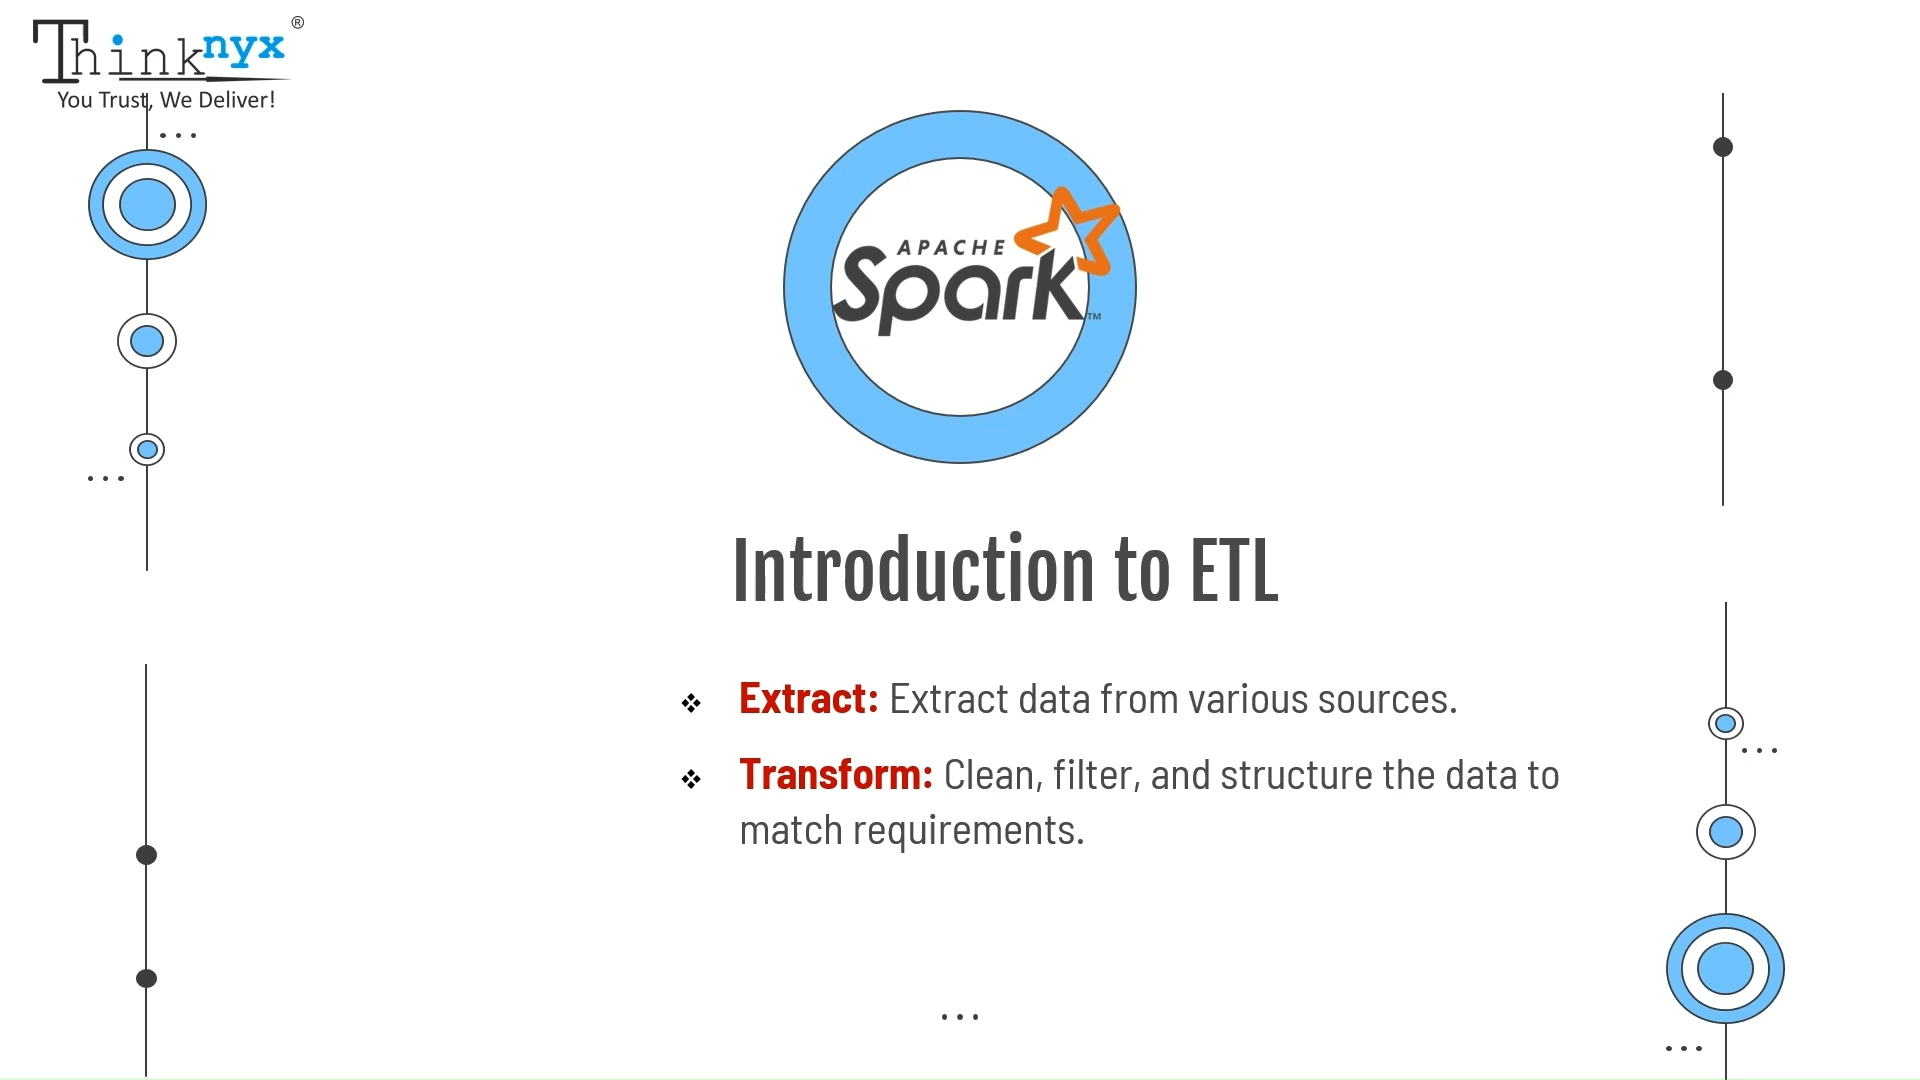 Thinknyx®
You Trust, We Deliver!
APACHE
Spark™
Introduction to ETL
❖ Extract: Extract data from various sources.
❖ Transform: Clean, filter, and structure the data to
match requirements.